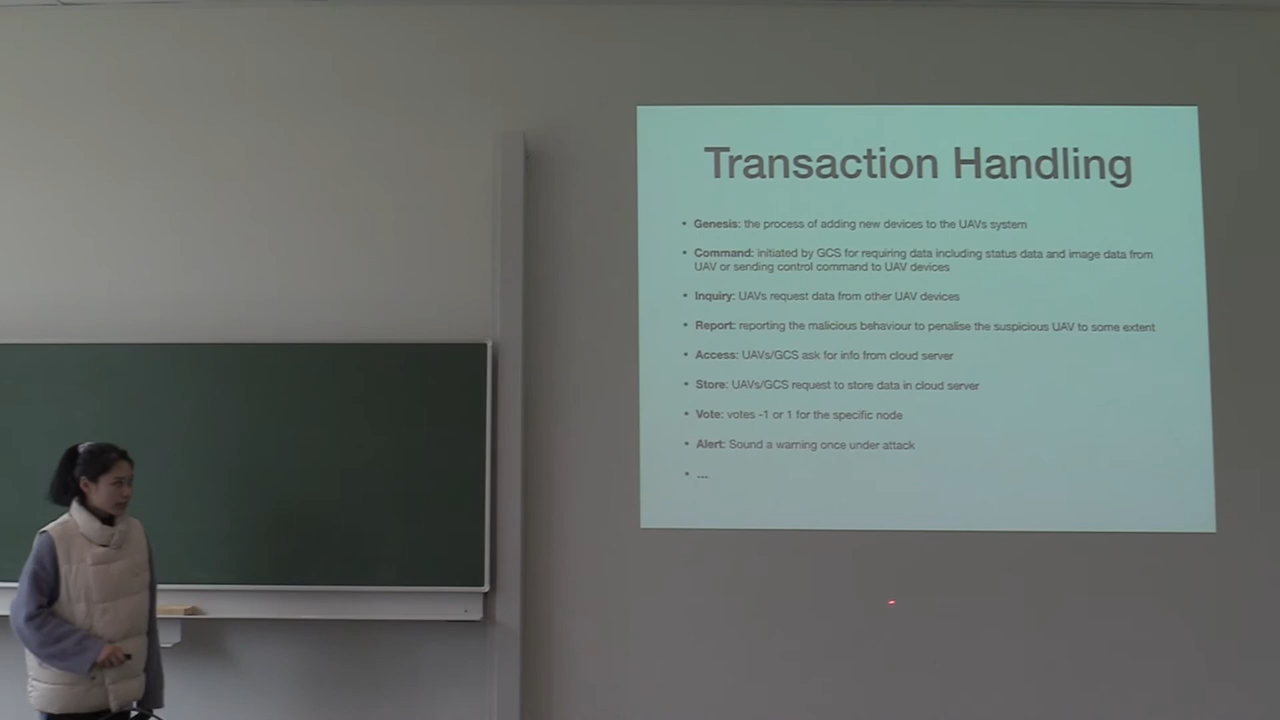 Transaction Handling
• Genesis: the process of adding new devices to the UAVs system
• Command: initiated by GCS for requiring data including status data and image data from
UAV or sending control command to UAV devices
• Inquiry: UAVs request data from other UAV devices
• Report: reporting the malicious behaviour to penalise the suspicious UAV to some extent
• Access: UAVs/GCS ask for info from cloud server
• Store: UAVs/GCS request to store data in cloud server
• Vote: votes -1 or 1 for the specific node
• Alert: Sound a warning once under attack
• ...